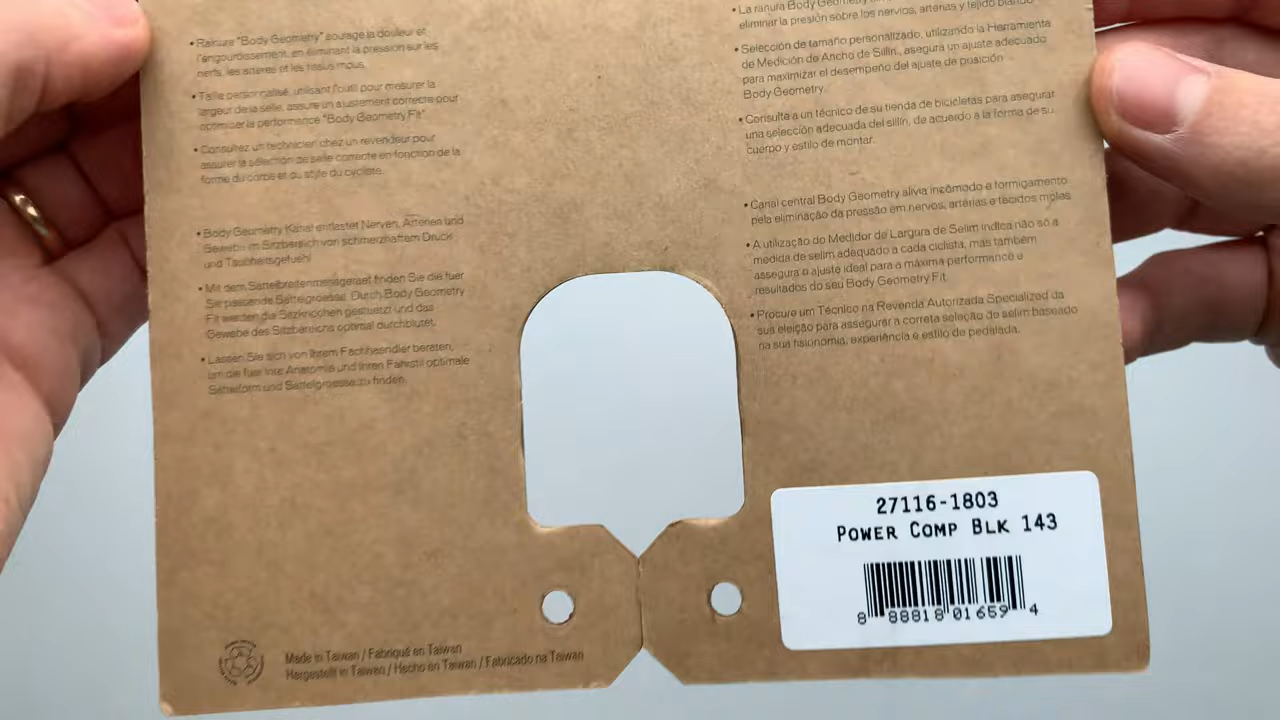 • Rainure "Body Geometry" soulage la douleur et
l'engourdissement, en éliminant la pression sur les
nerfs, les artères et les tissus mous.
• Taille personnalisé, utilisant l'outil pour mesurer la
largeur de la selle, assure un ajustement correcte pour
optimiser la performance "Body Geometry Fit"
• Consultez un technicien chez un revendeur pour
assurer la sélection de selle correcte en fonction de la
forme du corps et du style du cycliste.
• Body Geometry Kanal entlastet Nerven, Arterien und
Gewebe im Sitzbereich von schmerzhaftem Druck
und Taubheitsgefuehl
• Mit dem Sattelbreitenmessgeraet finden Sie die fuer
Sie passende Sattelgroesse. Durch Body Geometry
Fit werden die Sitzknochen gestuetzt und das
Gewebe des Sitzbereichs optimal durchblutet.
• Lassen Sie sich von Ihrem Fachhaendler beraten,
um die fuer Ihre Anatomie und Ihren Fahrstil optimale
Sattelform und Sattelgroesse zu finden.
• La ranura Body Geometry
eliminar la presión sobre los nervios, arterias y tejido blando
• Selección de tamaño personalizado, utilizando la Herramienta
de Medición de Ancho de Sillín, asegura un ajuste adecuado
para maximizar el desempeño del ajuste de posición
Body Geometry.
• Consulte a un técnico de su tienda de bicicletas para asegurar
una selección adecuada del sillín, de acuerdo a la forma de su
cuerpo y estilo de montar.
• Canal central Body Geometry alivia incômodo e formigamento
pela eliminação da pressão em nervos, artérias e tecidos moles
• A utilização do Medidor de Largura de Selim indica não só a
medida de selim adequado a cada ciclista, mas também
assegura o ajuste ideal para a máxima performance e
resultados do seu Body Geometry Fit.
• Procure um Técnico na Revenda Autorizada Specialized da
sua eleição para assegurar a correta seleção de selim baseado
na sua fisionomia, experiência e estilo de pedalada.
27116-1803
Power Comp Blk 143
8 88818 01659 4
Made in Taiwan / Fabriqué en Taiwan
Hergestellt in Taiwan / Hecho en Taiwan / Fabricado na Taiwan